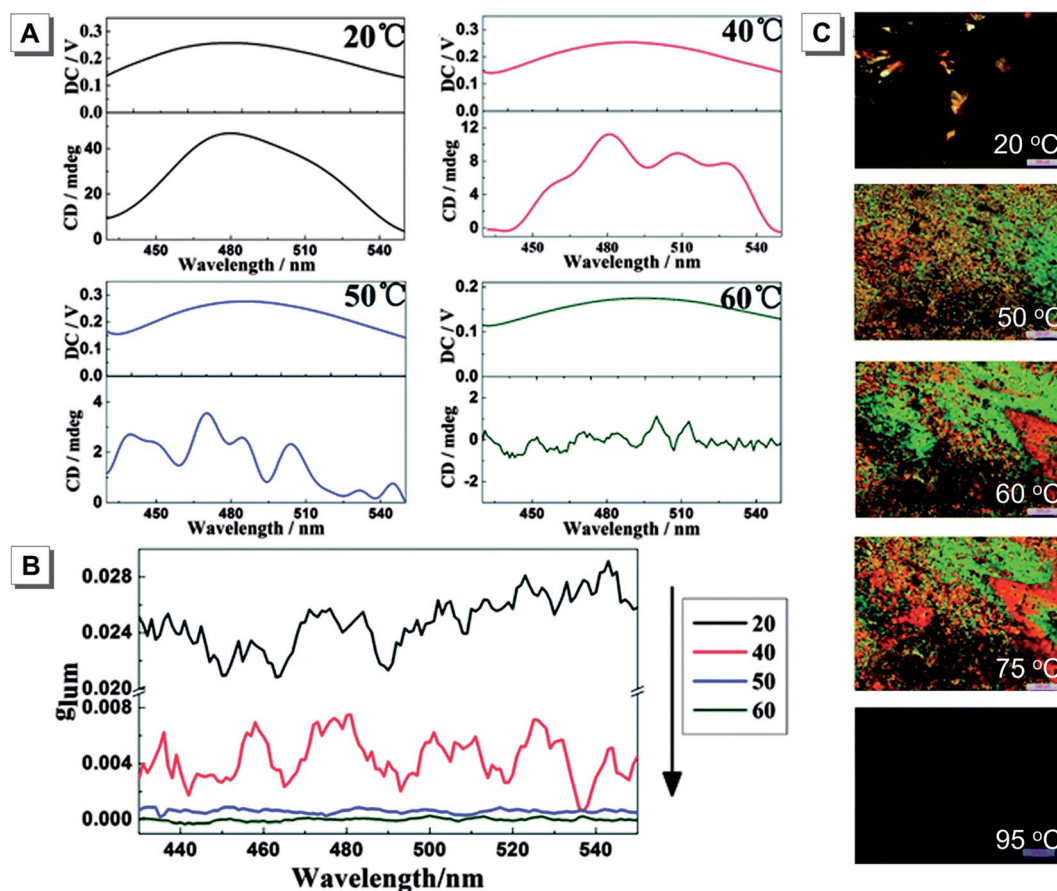 A
20℃
DC / V
0.3
0.2
0.1
0.0
CD / mdeg
40
20
0
450 480 510 540
Wavelength / nm
40℃
DC / V
0.3
0.2
0.1
0.0
CD / mdeg
12
8
4
0
450 480 510 540
Wavelength / nm
50℃
DC / V
0.3
0.2
0.1
0.0
CD / mdeg
4
2
0
450 480 510 540
Wavelength / nm
60℃
DC / V
0.2
0.1
0.0
CD / mdeg
2
0
-2
450 480 510 540
Wavelength / nm
B
glum
0.028
0.024
0.020
0.008
0.004
0.000
440 460 480 500 520 540
Wavelength/nm
20
40
50
60
C
20 °C
50 °C
60 °C
75 °C
95 °C